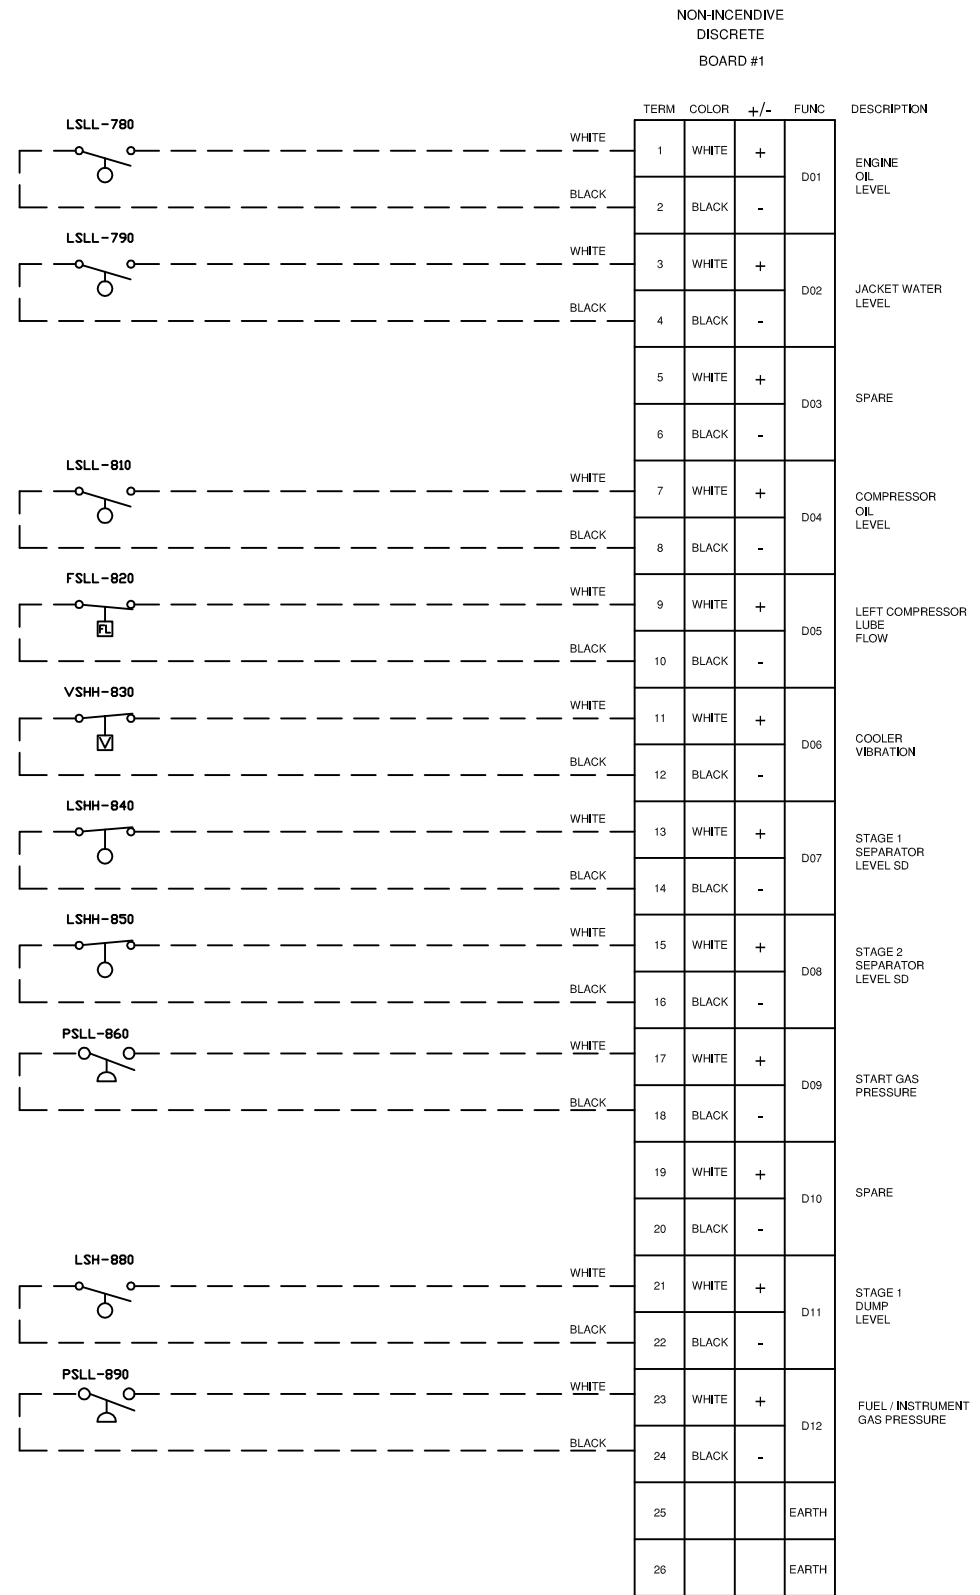 NON-INCENDIVE
DISCRETE
BOARD #1
TERM COLOR +/- FUNC DESCRIPTION
LSLL-780
WHITE 1 WHITE +
D01
ENGINE
OIL
LEVEL
BLACK 2 BLACK -
LSLL-790
WHITE 3 WHITE +
D02
JACKET WATER
LEVEL
BLACK 4 BLACK -
5 WHITE +
D03 SPARE
6 BLACK -
LSLL-810
WHITE 7 WHITE +
D04
COMPRESSOR
OIL
LEVEL
BLACK 8 BLACK -
FSLL-820
FL
WHITE 9 WHITE +
D05
LEFT COMPRESSOR
LUBE
FLOW
BLACK 10 BLACK -
VSHH-830
V
WHITE 11 WHITE +
D06
COOLER
VIBRATION
BLACK 12 BLACK -
LSHH-840
WHITE 13 WHITE +
D07
STAGE 1
SEPARATOR
LEVEL SD
BLACK 14 BLACK -
LSHH-850
WHITE 15 WHITE +
D08
STAGE 2
SEPARATOR
LEVEL SD
BLACK 16 BLACK -
PSLL-860
WHITE 17 WHITE +
D09
START GAS
PRESSURE
BLACK 18 BLACK -
19 WHITE +
D10 SPARE
20 BLACK -
LSH-880
WHITE 21 WHITE +
D11
STAGE 1
DUMP
LEVEL
BLACK 22 BLACK -
PSLL-890
WHITE 23 WHITE +
D12
FUEL / INSTRUMENT
GAS PRESSURE
BLACK 24 BLACK -
25 EARTH
26 EARTH